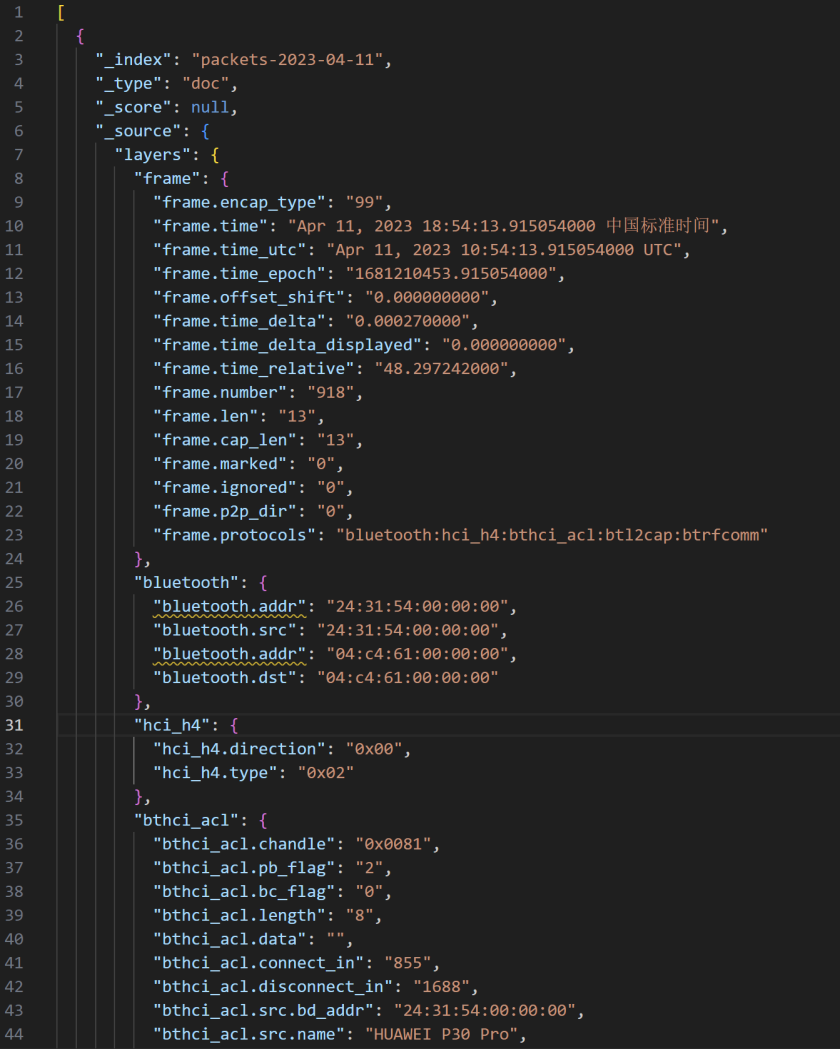 1 [
2 {
3 "_index": "packets-2023-04-11",
4 "_type": "doc",
5 "_score": null,
6 "_source": {
7 "layers": {
8 "frame": {
9 "frame.encap_type": "99",
10 "frame.time": "Apr 11, 2023 18:54:13.915054000 中国标准时间",
11 "frame.time_utc": "Apr 11, 2023 10:54:13.915054000 UTC",
12 "frame.time_epoch": "1681210453.915054000",
13 "frame.offset_shift": "0.000000000",
14 "frame.time_delta": "0.000270000",
15 "frame.time_delta_displayed": "0.000000000",
16 "frame.time_relative": "48.297242000",
17 "frame.number": "918",
18 "frame.len": "13",
19 "frame.cap_len": "13",
20 "frame.marked": "0",
21 "frame.ignored": "0",
22 "frame.p2p_dir": "0",
23 "frame.protocols": "bluetooth:hci_h4:bthci_acl:btl2cap:btrfcomm"
24 },
25 "bluetooth": {
26 "bluetooth.addr": "24:31:54:00:00:00",
27 "bluetooth.src": "24:31:54:00:00:00",
28 "bluetooth.addr": "04:c4:61:00:00:00",
29 "bluetooth.dst": "04:c4:61:00:00:00"
30 },
31 "hci_h4": {
32 "hci_h4.direction": "0x00",
33 "hci_h4.type": "0x02"
34 },
35 "bthci_acl": {
36 "bthci_acl.chandle": "0x0081",
37 "bthci_acl.pb_flag": "2",
38 "bthci_acl.bc_flag": "0",
39 "bthci_acl.length": "8",
40 "bthci_acl.data": "",
41 "bthci_acl.connect_in": "855",
42 "bthci_acl.disconnect_in": "1688",
43 "bthci_acl.src.bd_addr": "24:31:54:00:00:00",
44 "bthci_acl.src.name": "HUAWEI P30 Pro",